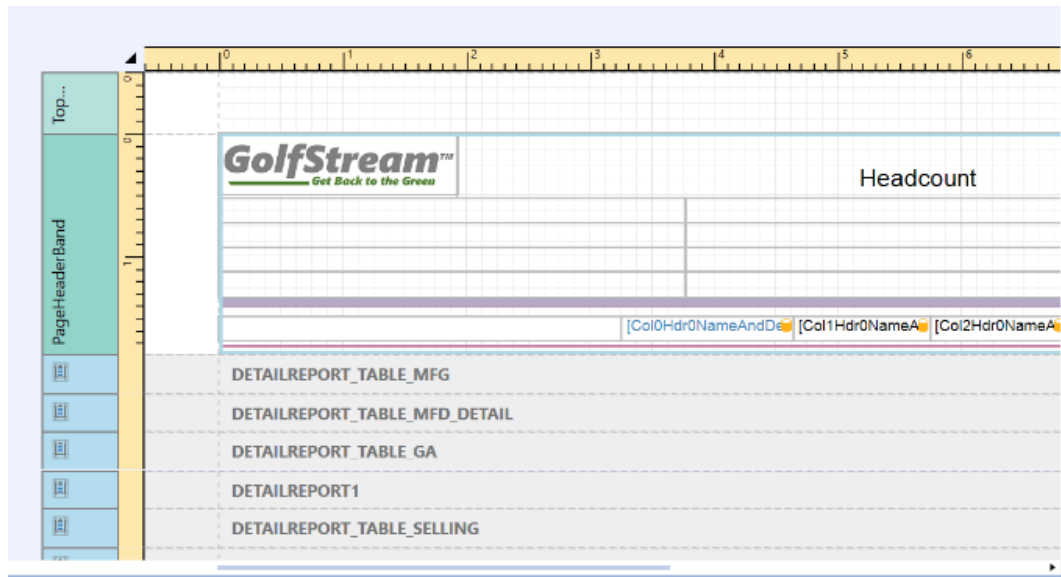 0 1 2 3 4 5 6
Top...
0
GolfStream™
Get Back to the Green
Headcount
0
1
PageHeaderBand
[Col0Hdr0NameAndDe
[Col1Hdr0NameA
[Col2Hdr0NameA
DETAILREPORT_TABLE_MFG
DETAILREPORT_TABLE_MFD_DETAIL
DETAILREPORT_TABLE_GA
DETAILREPORT1
DETAILREPORT_TABLE_SELLING